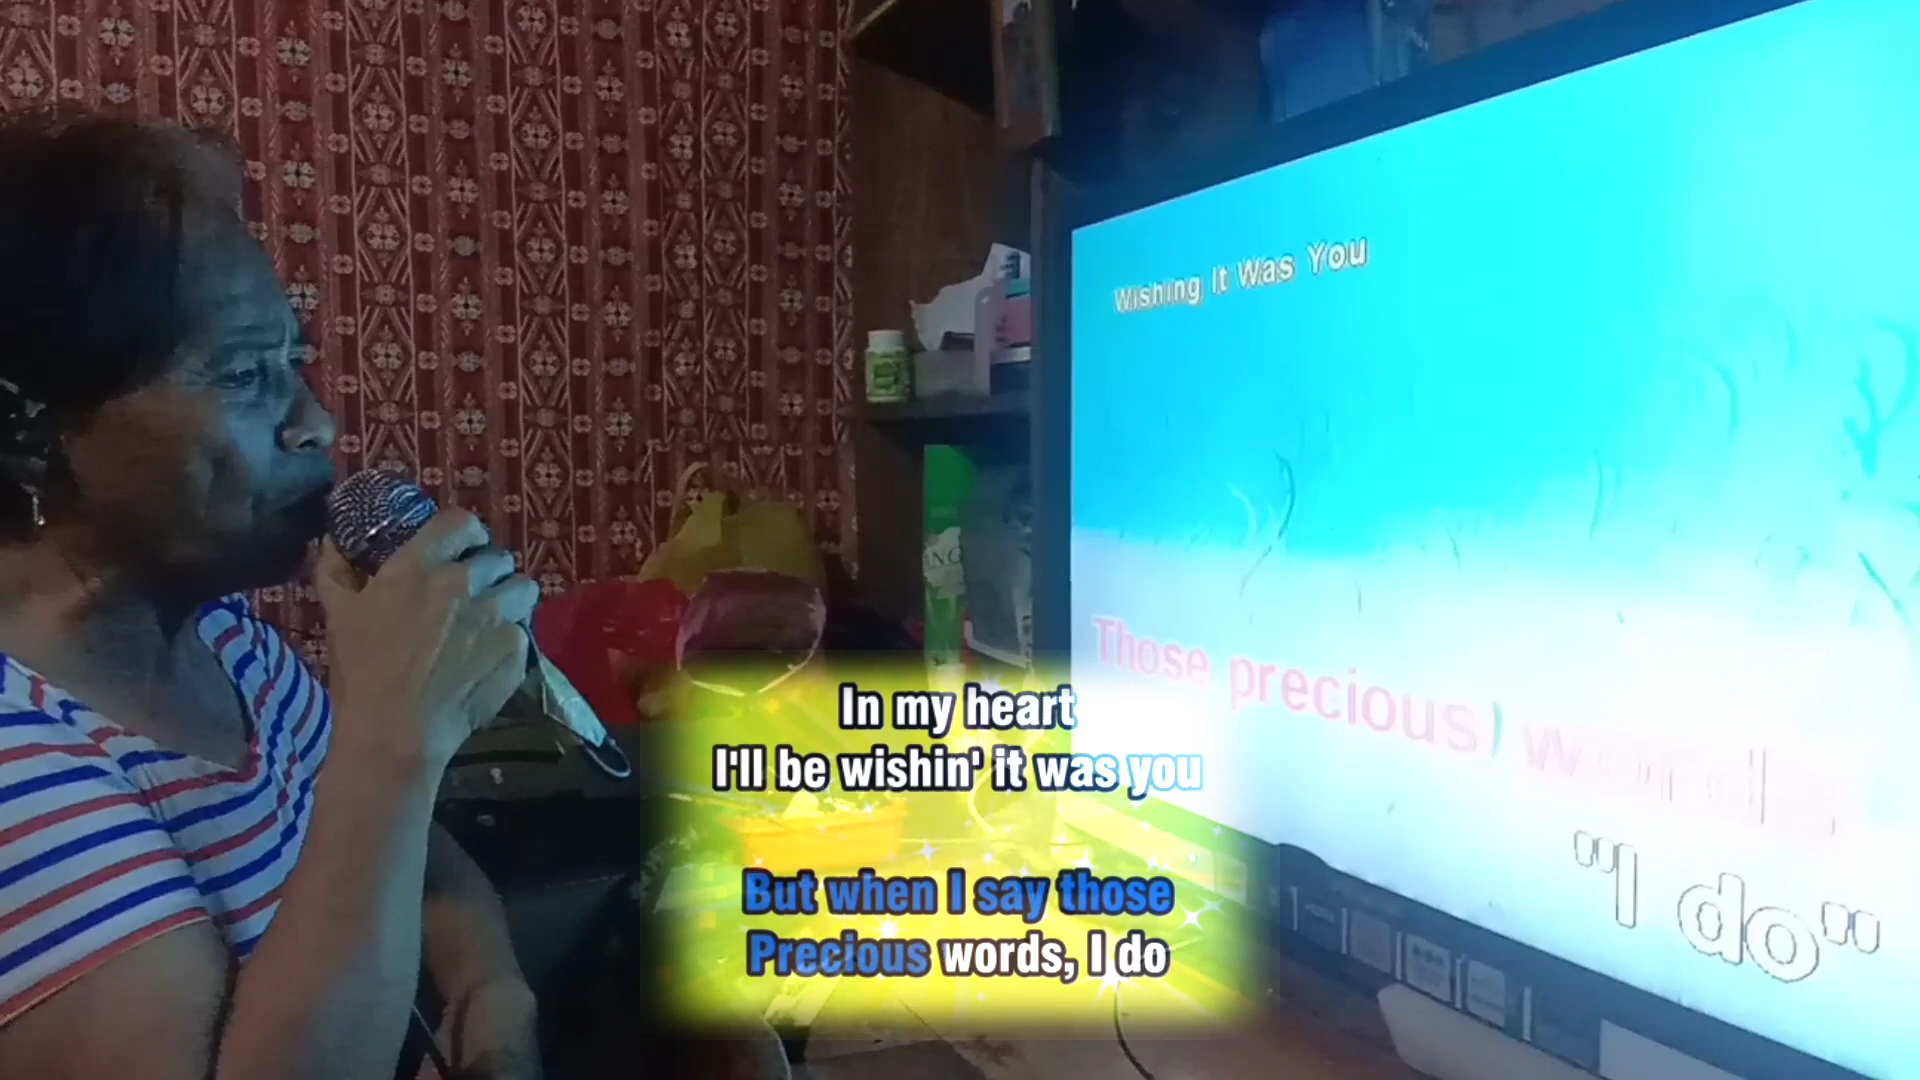 Wishing It Was You
Those precious words
"I do"
In my heart
I'll be wishin' it was you
But when I say those
Precious words, I do